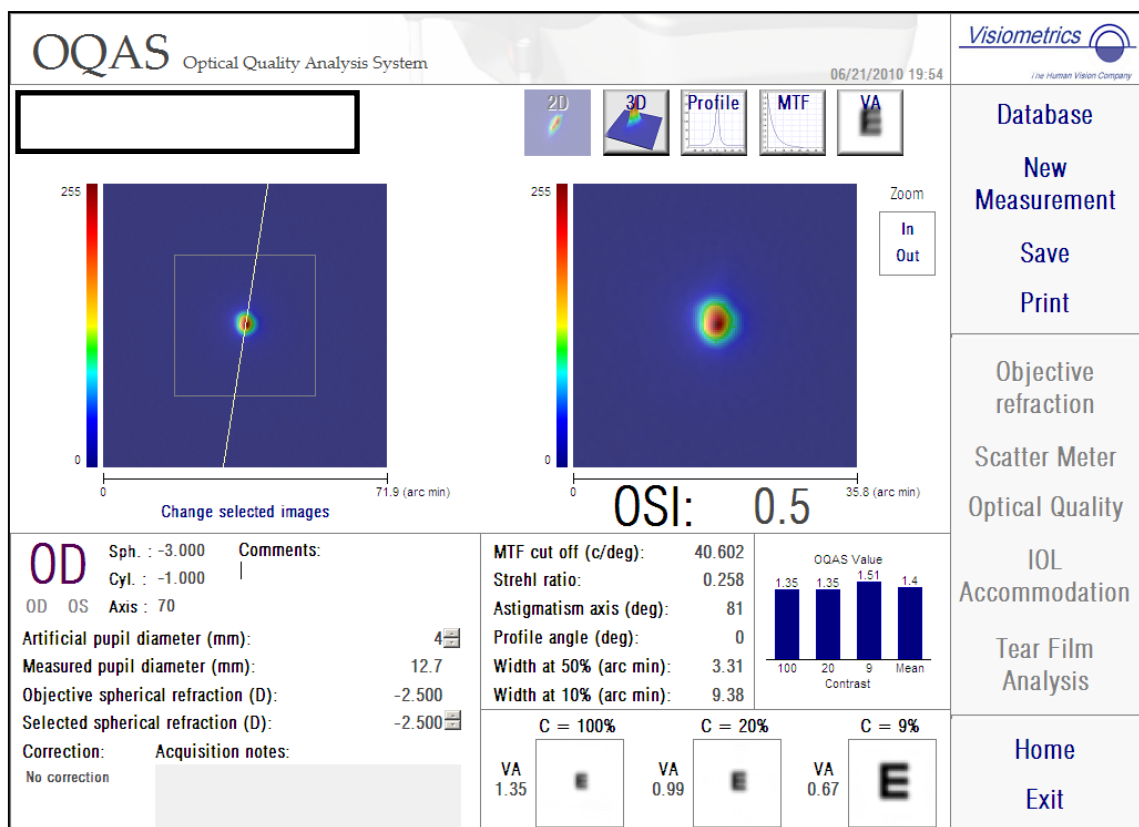 OQAS Optical Quality Analysis System
06/21/2010 19:54
Visiometrics
The Human Vision Company
2D 3D Profile MTF VA
E
Database
New
Measurement
Save
Print
Objective
refraction
Scatter Meter
Optical Quality
IOL
Accommodation
Tear Film
Analysis
Home
Exit
255
0
0 71.9 (arc min)
Change selected images
255
0
0 35.8 (arc min)
Zoom
In
Out
OSI: 0.5
OD
OD OS
Sph. : -3.000
Cyl. : -1.000
Axis : 70
Comments:
Artificial pupil diameter (mm): 4
Measured pupil diameter (mm): 12.7
Objective spherical refraction (D): -2.500
Selected spherical refraction (D): -2.500
Correction: Acquisition notes:
No correction
MTF cut off (c/deg): 40.602
Strehl ratio: 0.258
Astigmatism axis (deg): 81
Profile angle (deg): 0
Width at 50% (arc min): 3.31
Width at 10% (arc min): 9.38
OQAS Value
1.35 1.35 1.51 1.4
100 20 9 Mean
Contrast
C = 100% C = 20% C = 9%
VA
1.35
E
VA
0.99
E
VA
0.67
E